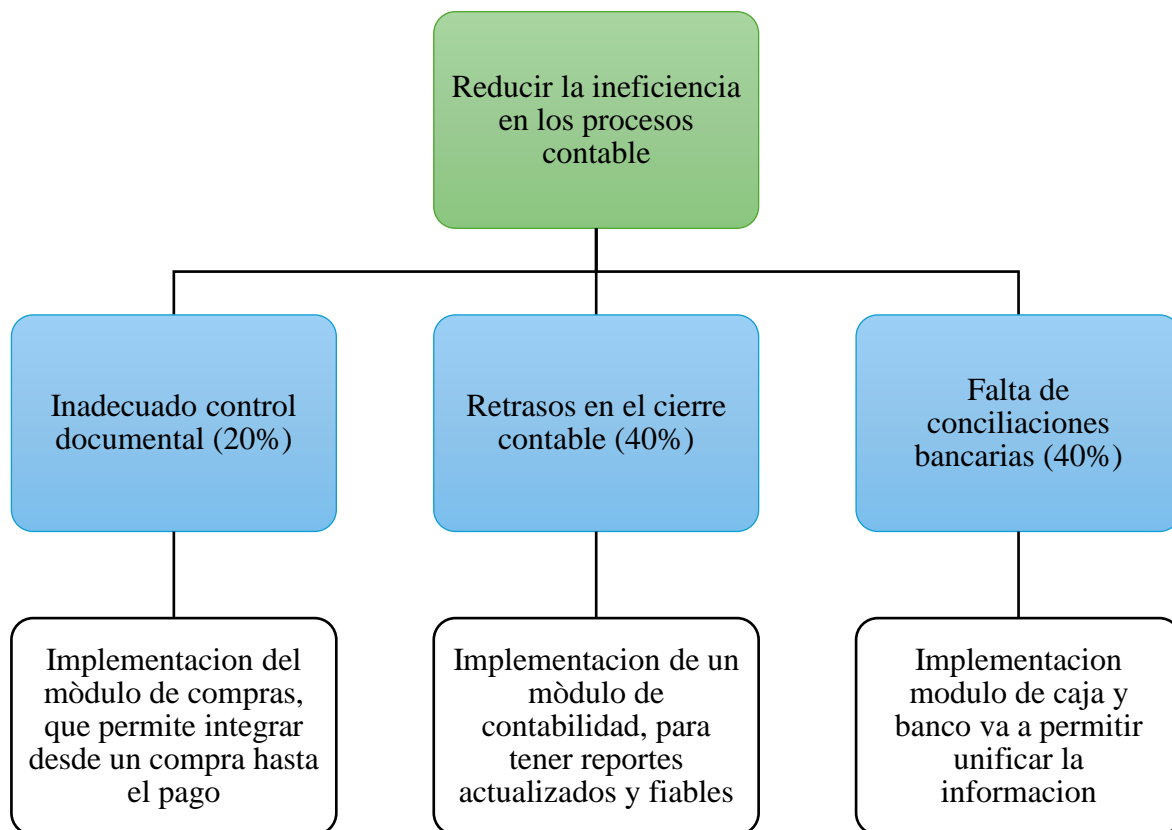 Reducir la ineficiencia
en los procesos
contable
Inadecuado control
documental (20%)
Retrasos en el cierre
contable (40%)
Falta de
conciliaciones
bancarias (40%)
Implementacion del
mòdulo de compras,
que permite integrar
desde un compra hasta
el pago
Implementacion de un
mòdulo de
contabilidad, para
tener reportes
actualizados y fiables
Implementacion
modulo de caja y
banco va a permitir
unificar la
informacion